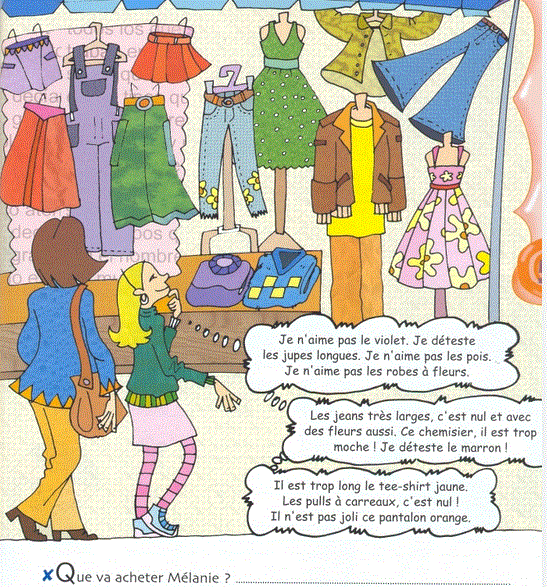 Je n'aime pas le violet. Je déteste
les jupes longues. Je n'aime pas les pois.
Je n'aime pas les robes à fleurs.
Les jeans très larges, c'est nul et avec
des fleurs aussi. Ce chemisier, il est trop
moche ! Je déteste le marron !
Il est trop long le tee-shirt jaune.
Les pulls à carreaux, c'est nul !
Il n'est pas joli ce pantalon orange.
✘Que va acheter Mélanie ? ........................